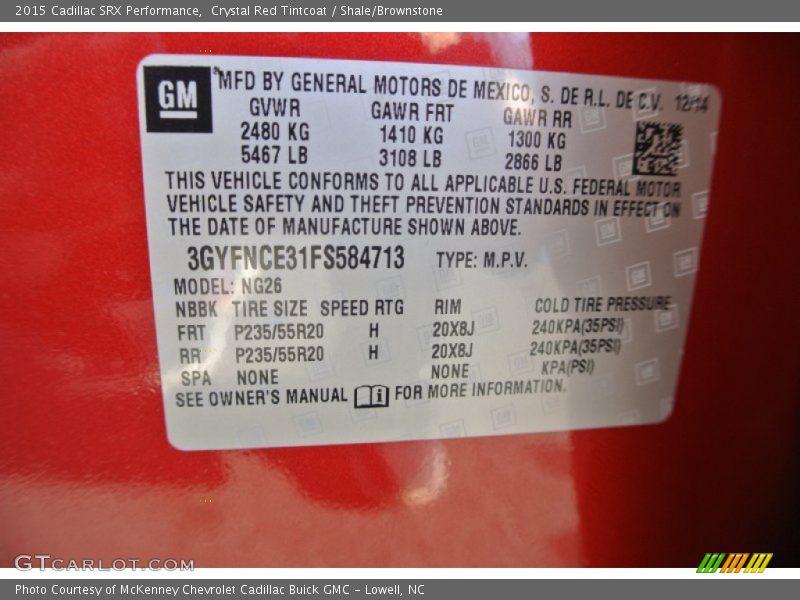 2015 Cadillac SRX Performance, Crystal Red Tintcoat / Shale/Brownstone
GM
MFD BY GENERAL MOTORS DE MEXICO, S. DE R.L. DE C.V. 12/14
GVWR GAWR FRT GAWR RR
2480 KG 1410 KG 1300 KG
5467 LB 3108 LB 2866 LB
THIS VEHICLE CONFORMS TO ALL APPLICABLE U.S. FEDERAL MOTOR
VEHICLE SAFETY AND THEFT PREVENTION STANDARDS IN EFFECT ON
THE DATE OF MANUFACTURE SHOWN ABOVE.
3GYFNCE31FS584713 TYPE: M.P.V.
MODEL: NG26
NBBK TIRE SIZE SPEED RTG RIM COLD TIRE PRESSURE
FRT P235/55R20 H 20X8J 240KPA(35PSI)
RR P235/55R20 H 20X8J 240KPA(35PSI)
SPA NONE NONE KPA(PSI)
SEE OWNER'S MANUAL i FOR MORE INFORMATION.
GTCARLOT.COM
Photo Courtesy of McKenney Chevrolet Cadillac Buick GMC - Lowell, NC